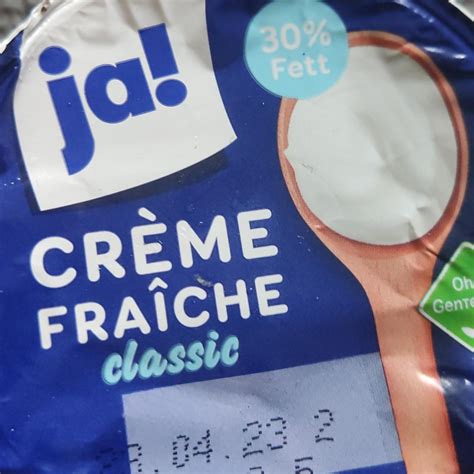 ja!
30%
Fett
CRÈME
FRAÎCHE
classic
.04.23 2